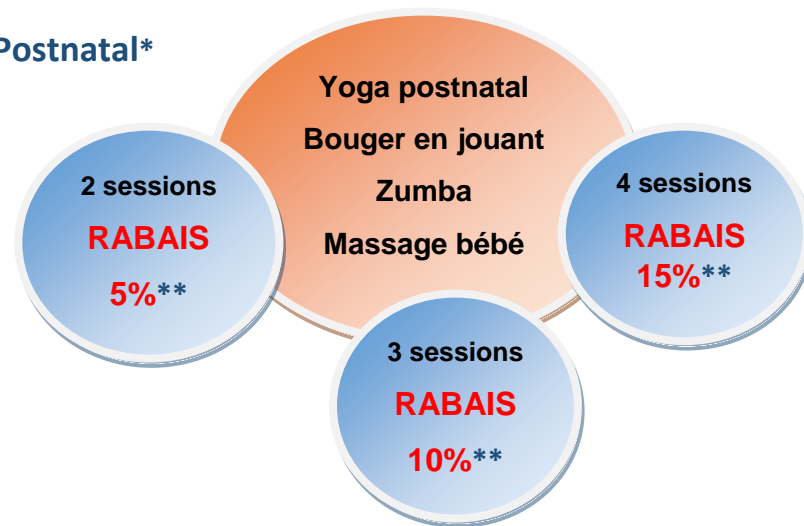 Postnatal*
Yoga postnatal
Bouger en jouant
Zumba
Massage bébé
2 sessions
RABAIS
5%**
3 sessions
RABAIS
10%**
4 sessions
RABAIS
15%**